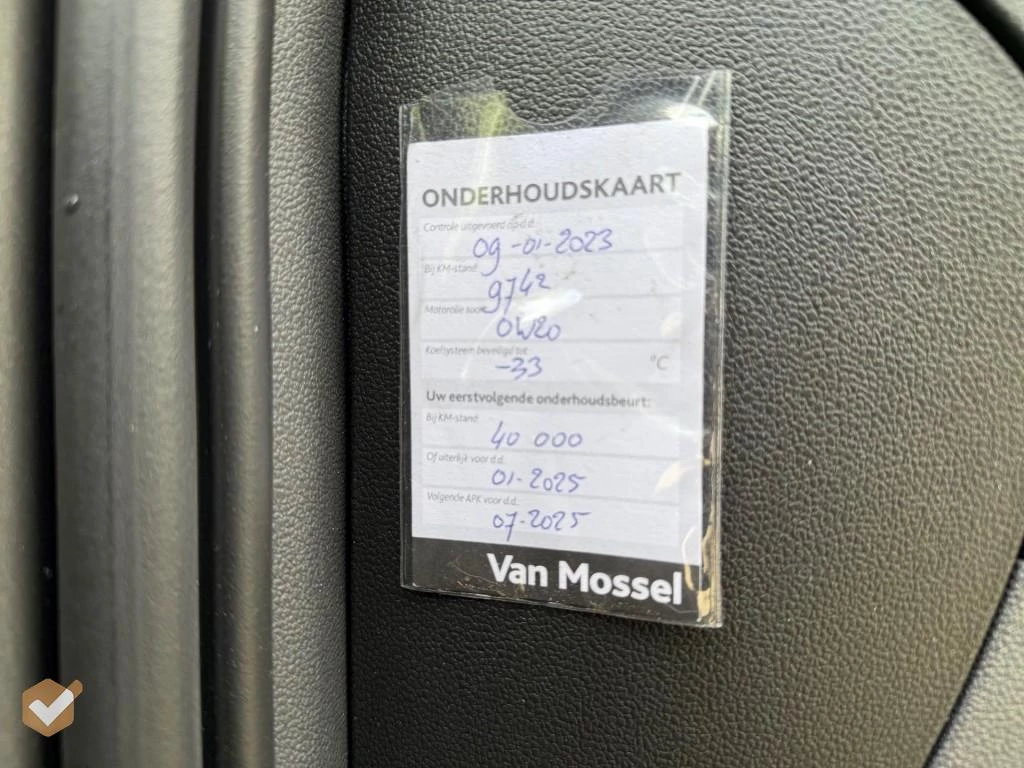 ONDERHOUDSKAART
Controle uitgevoerd op d.d.:
09-01-2023
Bij KM-stand:
9742
Motorolie soort:
0W20
Koelsysteem beveiligd tot:
-33 °C
Uw eerstvolgende onderhoudsbeurt:
Bij KM-stand:
40 000
Of uiterlijk voor d.d.:
01-2025
Volgende APK voor d.d.:
07-2025
Van Mossel